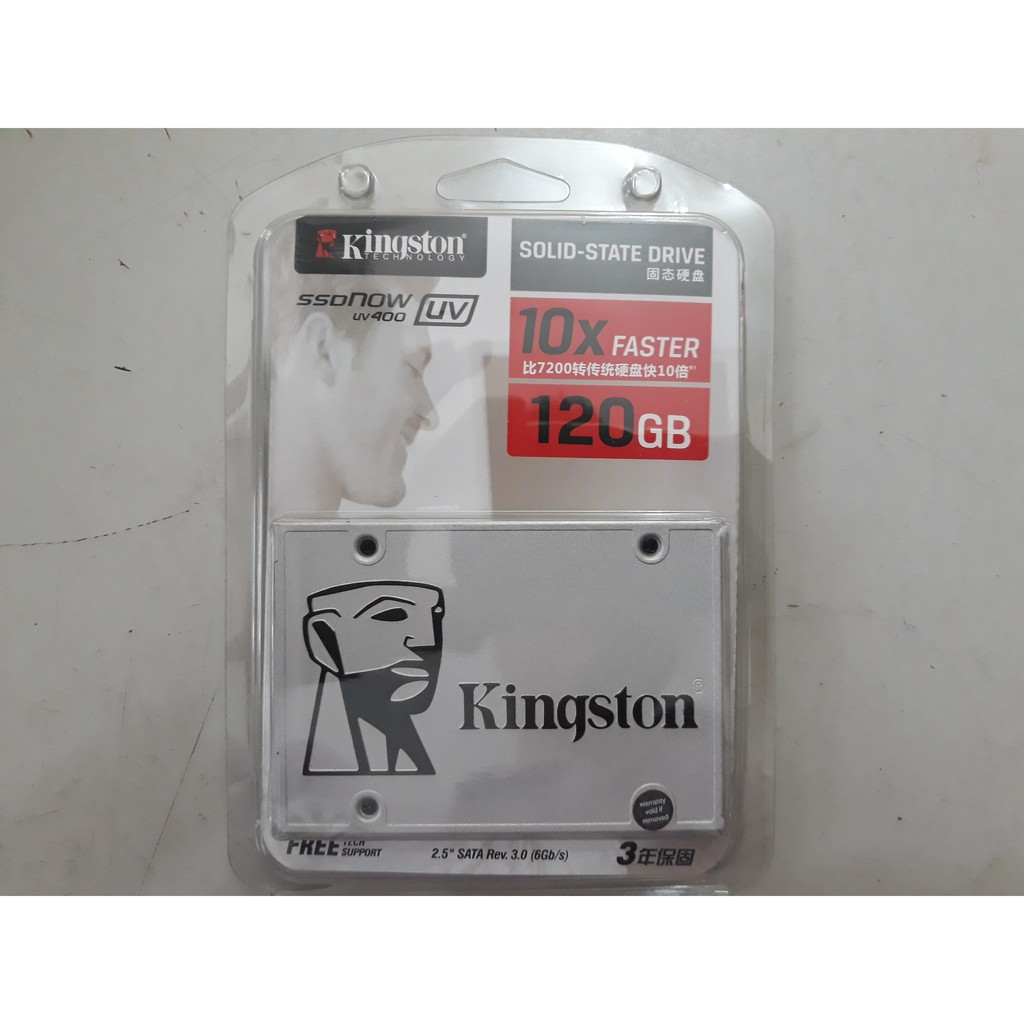 Kingston®
TECHNOLOGY
SSDNOW
UV400
UV
SOLID-STATE DRIVE
固态硬盘
10x FASTER
比7200转传统硬盘快10倍*¹
120GB
Kingston®
warranty
void if
removed
FREE TECH
SUPPORT
2.5" SATA Rev. 3.0 (6Gb/s)
3年保固